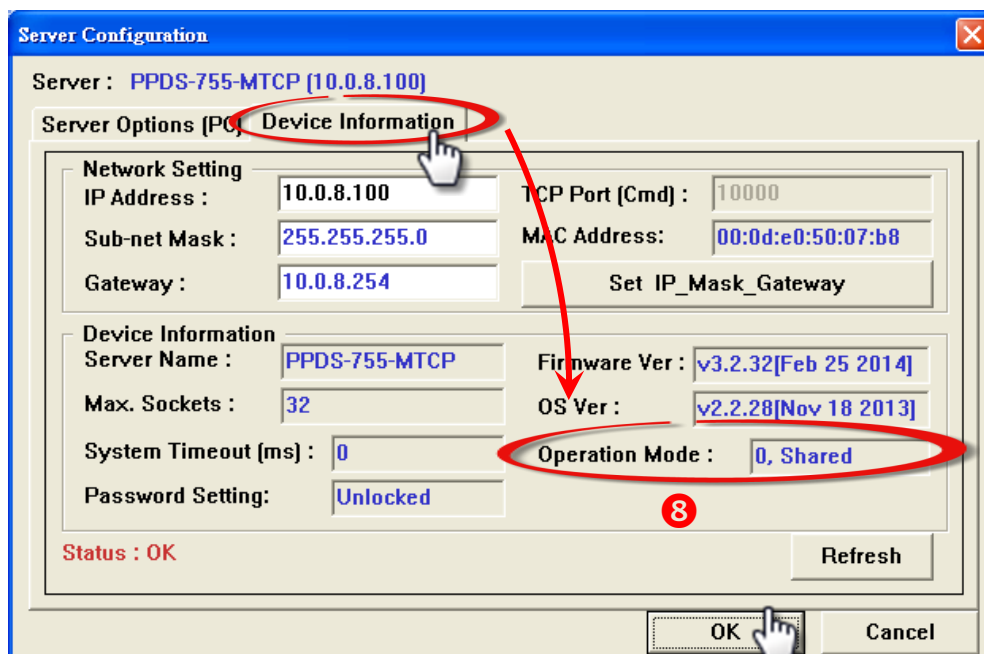 Server Configuration
Server : PPDS-755-MTCP (10.0.8.100)
Server Options (PC) Device Information
Network Setting
IP Address : 10.0.8.100 TCP Port (Cmd) : 10000
Sub-net Mask : 255.255.255.0 MAC Address: 00:0d:e0:50:07:b8
Gateway : 10.0.8.254 Set IP_Mask_Gateway
Device Information
Server Name : PPDS-755-MTCP Firmware Ver : v3.2.32[Feb 25 2014]
Max. Sockets : 32 OS Ver : v2.2.28[Nov 18 2013]
System Timeout (ms) : 0 Operation Mode : 0, Shared
Password Setting: Unlocked
8
Status : OK Refresh
OK Cancel